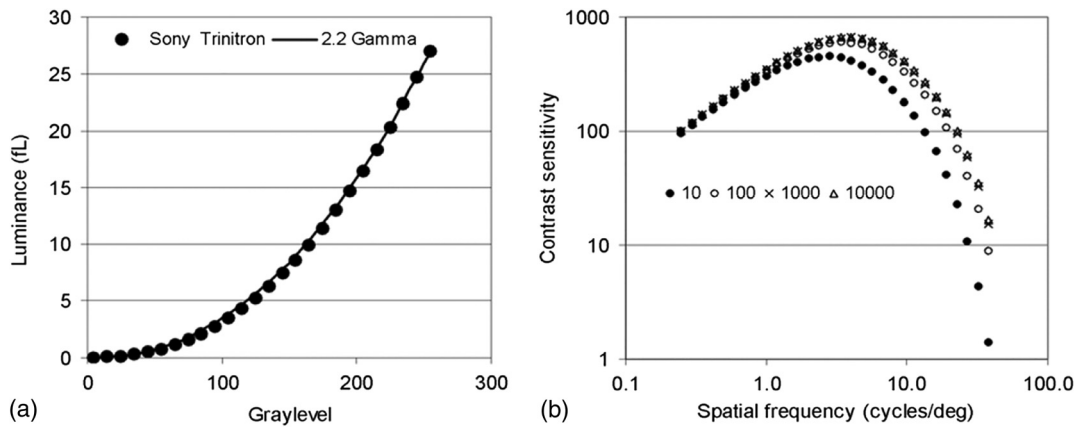 30
25
20
15
10
5
0
Luminance (fL)
Sony Trinitron 2.2 Gamma
0 100 200 300
Graylevel
(a)
1000
100
10
1
Contrast sensitivity
10 100 1000 10000
0.1 1.0 10.0 100.0
Spatial frequency (cycles/deg)
(b)